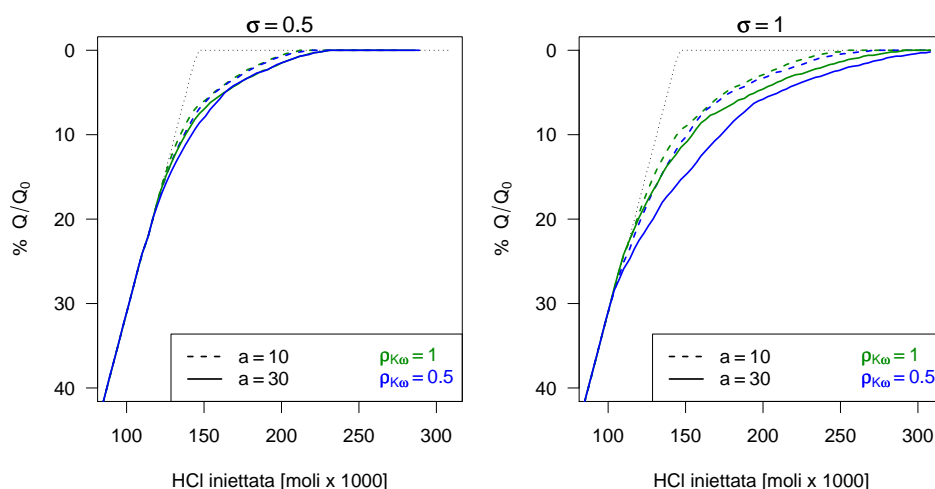 σ = 0.5
0
10
20
30
40
% Q/Q₀
a = 10
a = 30
ρKω = 1
ρKω = 0.5
100 150 200 250 300
HCl iniettata [moli x 1000]
σ = 1
0
10
20
30
40
% Q/Q₀
a = 10
a = 30
ρKω = 1
ρKω = 0.5
100 150 200 250 300
HCl iniettata [moli x 1000]